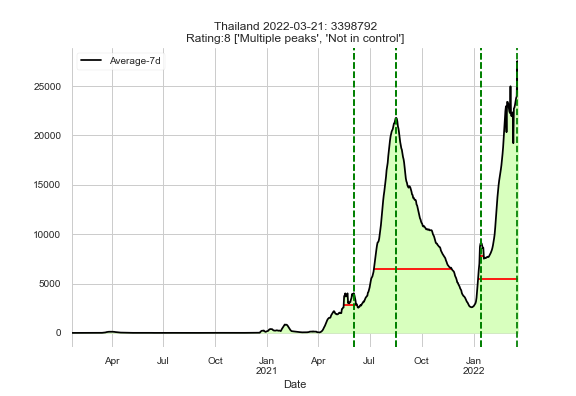 Thailand 2022-03-21: 3398792
Rating:8 ['Multiple peaks', 'Not in control']
Average-7d
25000
20000
15000
10000
5000
0
Apr
Jul
Oct
Jan
2021
Apr
Jul
Oct
Jan
2022
Date